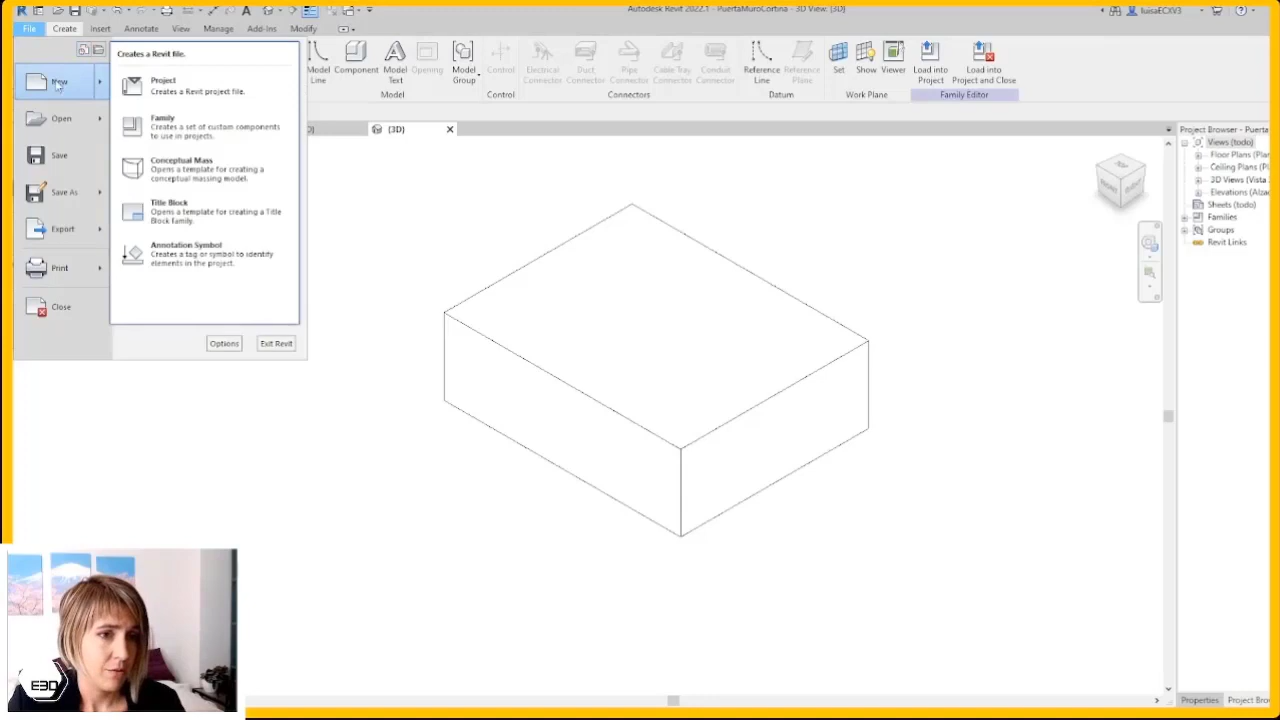 Autodesk Revit 2022.1 - PuertaMuroCortina - 3D View: {3D}
luisaECXV3
File Create Insert Annotate View Manage Add-Ins Modify
Creates a Revit file.
New
Project
Creates a Revit project file.
Open
Family
Creates a set of custom components
to use in projects.
Save
Conceptual Mass
Opens a template for creating a
conceptual massing model.
Save As
Title Block
Opens a template for creating a Title
Block family.
Export
Annotation Symbol
Creates a tag or symbol to identify
elements in the project.
Print
Close
Options Exit Revit
Model Line
Component
Model Text
Opening
Model Group
Control
Electrical Connector
Duct Connector
Pipe Connector
Cable Tray Connector
Conduit Connector
Reference Line
Reference Plane
Set
Show
Viewer
Load into Project
Load into Project and Close
Model Control Connectors Datum Work Plane Family Editor
{3D}
Project Browser - Puerta
Views (todo)
Floor Plans (Plan
Ceiling Plans (Pl
3D Views (Vista
Elevations (Alza
Sheets (todo)
Families
Groups
Revit Links
Properties Project Brow
E3D